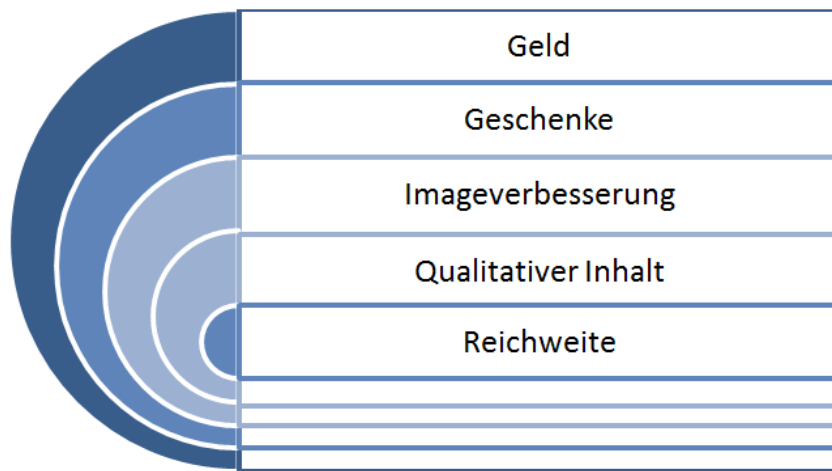 Geld
Geschenke
Imageverbesserung
Qualitativer Inhalt
Reichweite